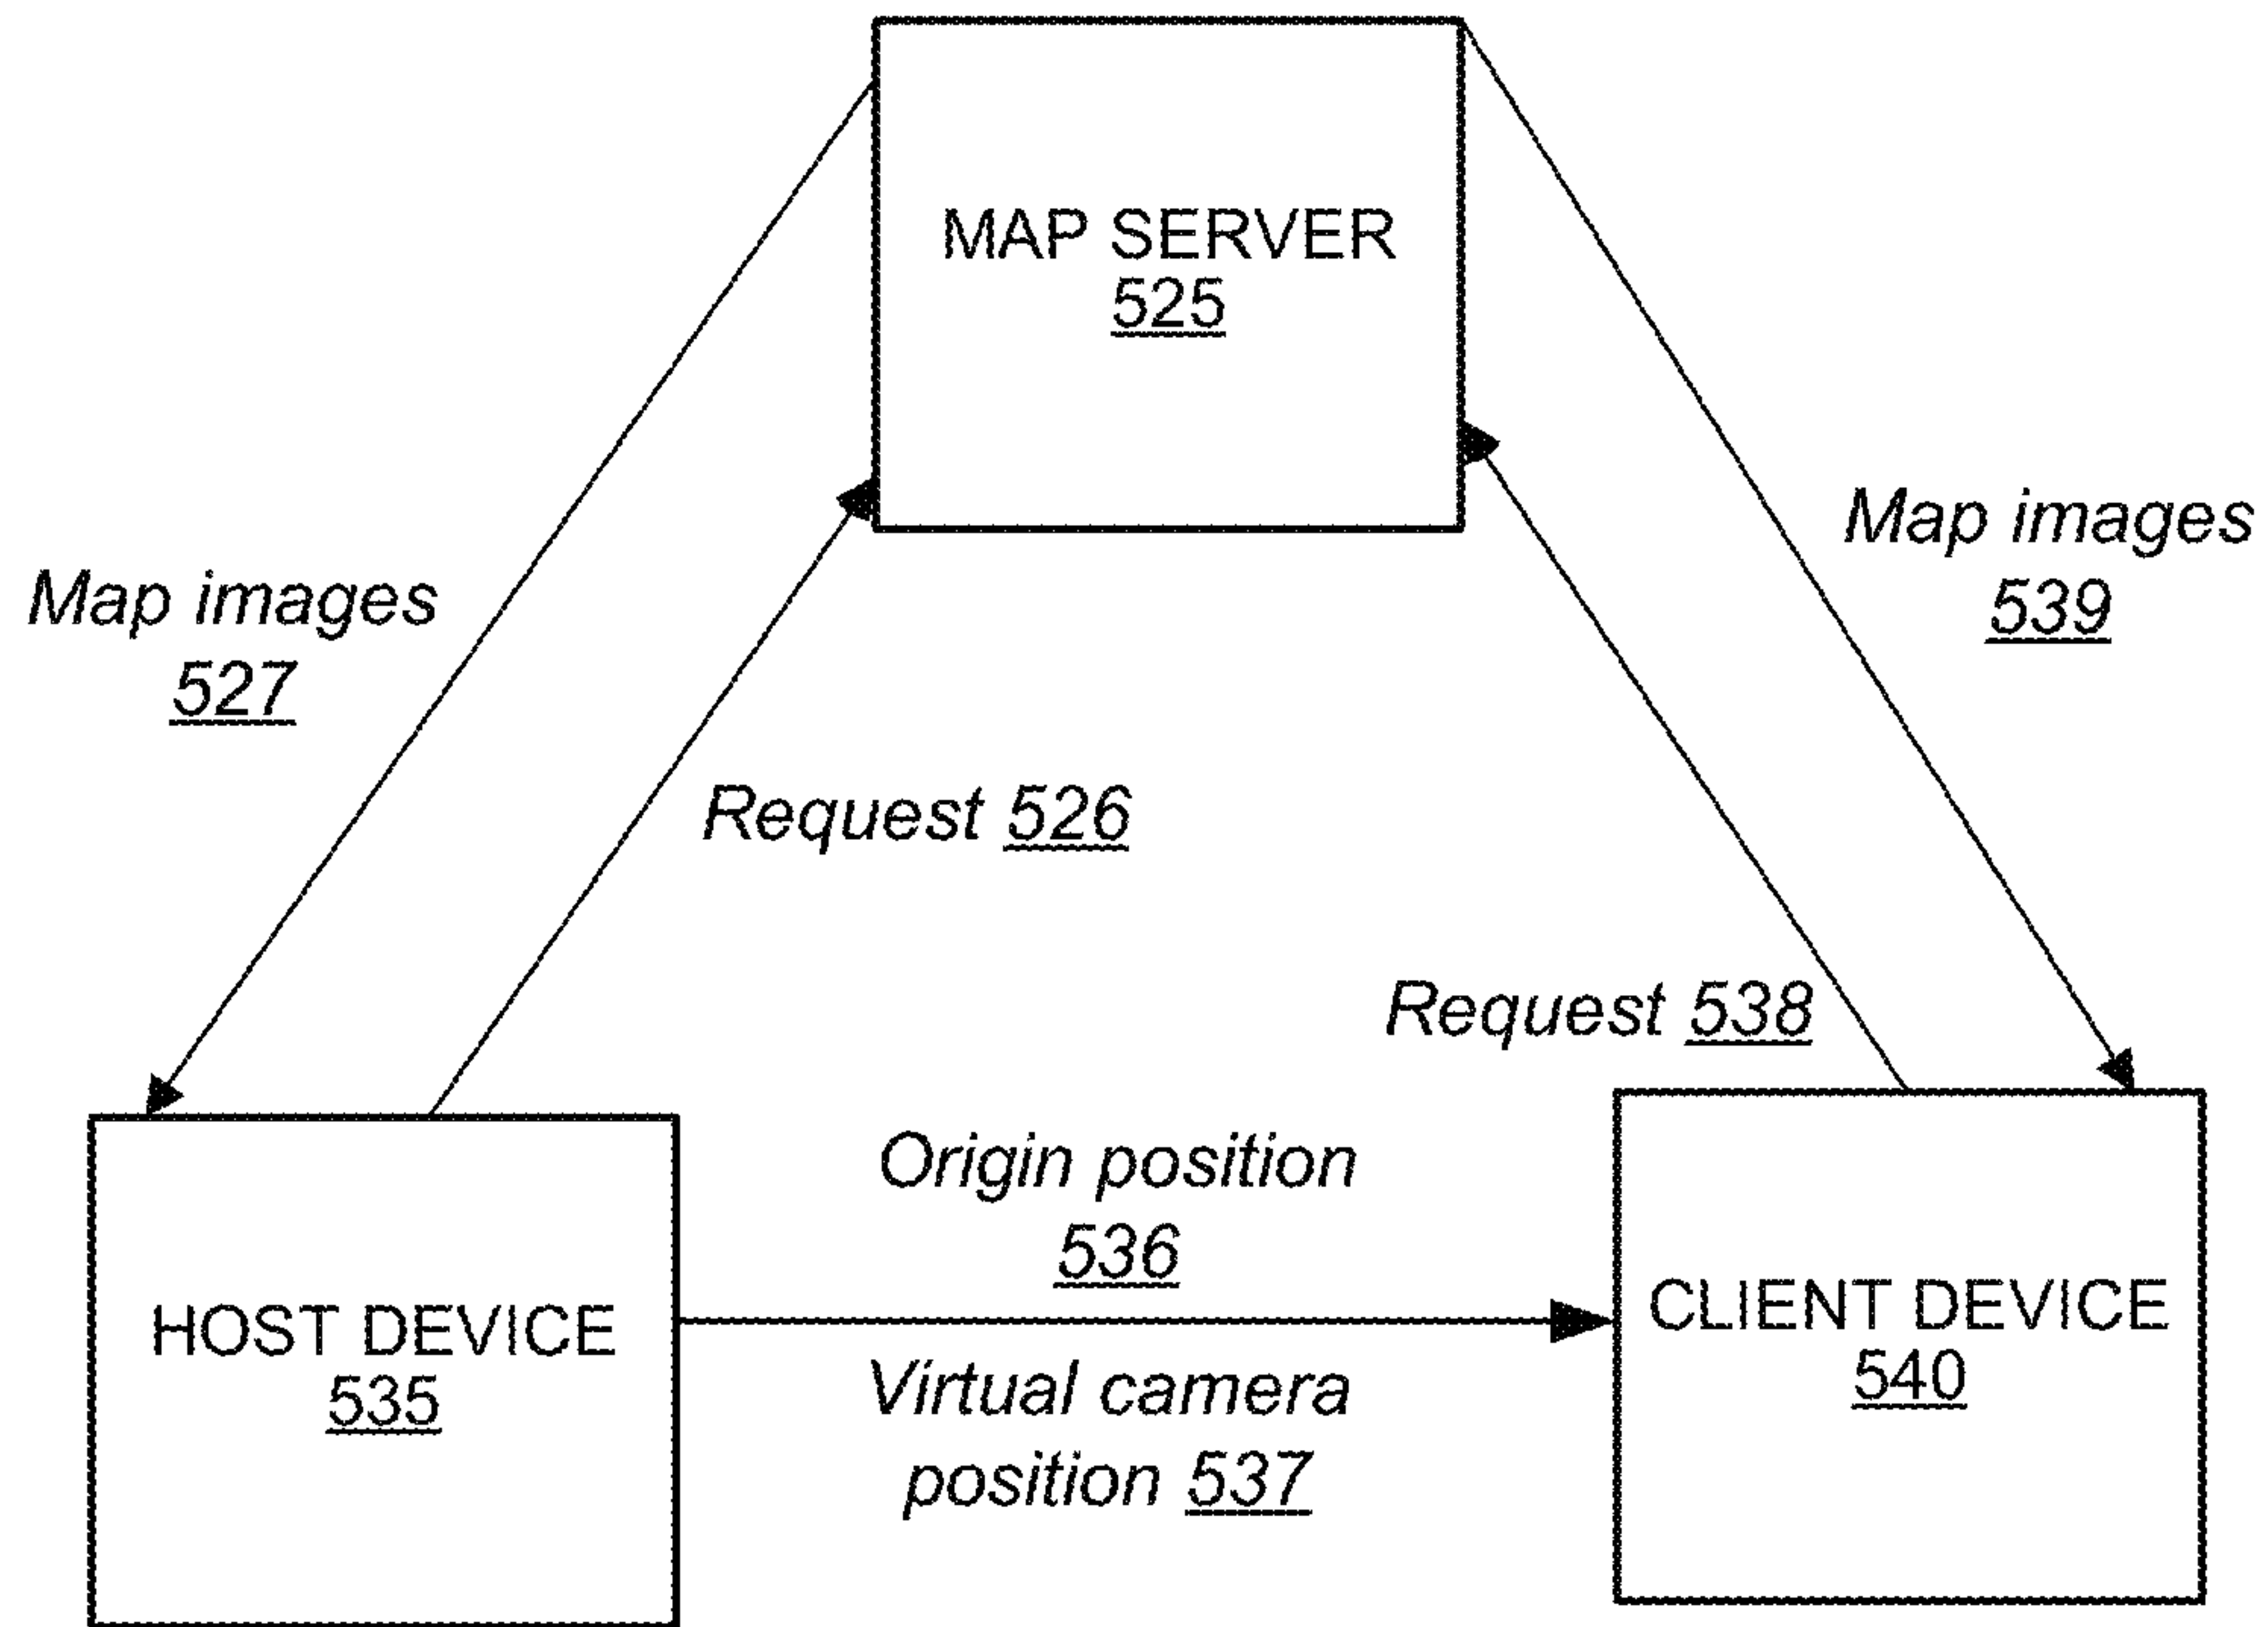 MAP SERVER
525
Map images
539
Map images
527
Request 526
Request 538
Origin position
536
HOST DEVICE
535
CLIENT DEVICE
540
Virtual camera
position 537